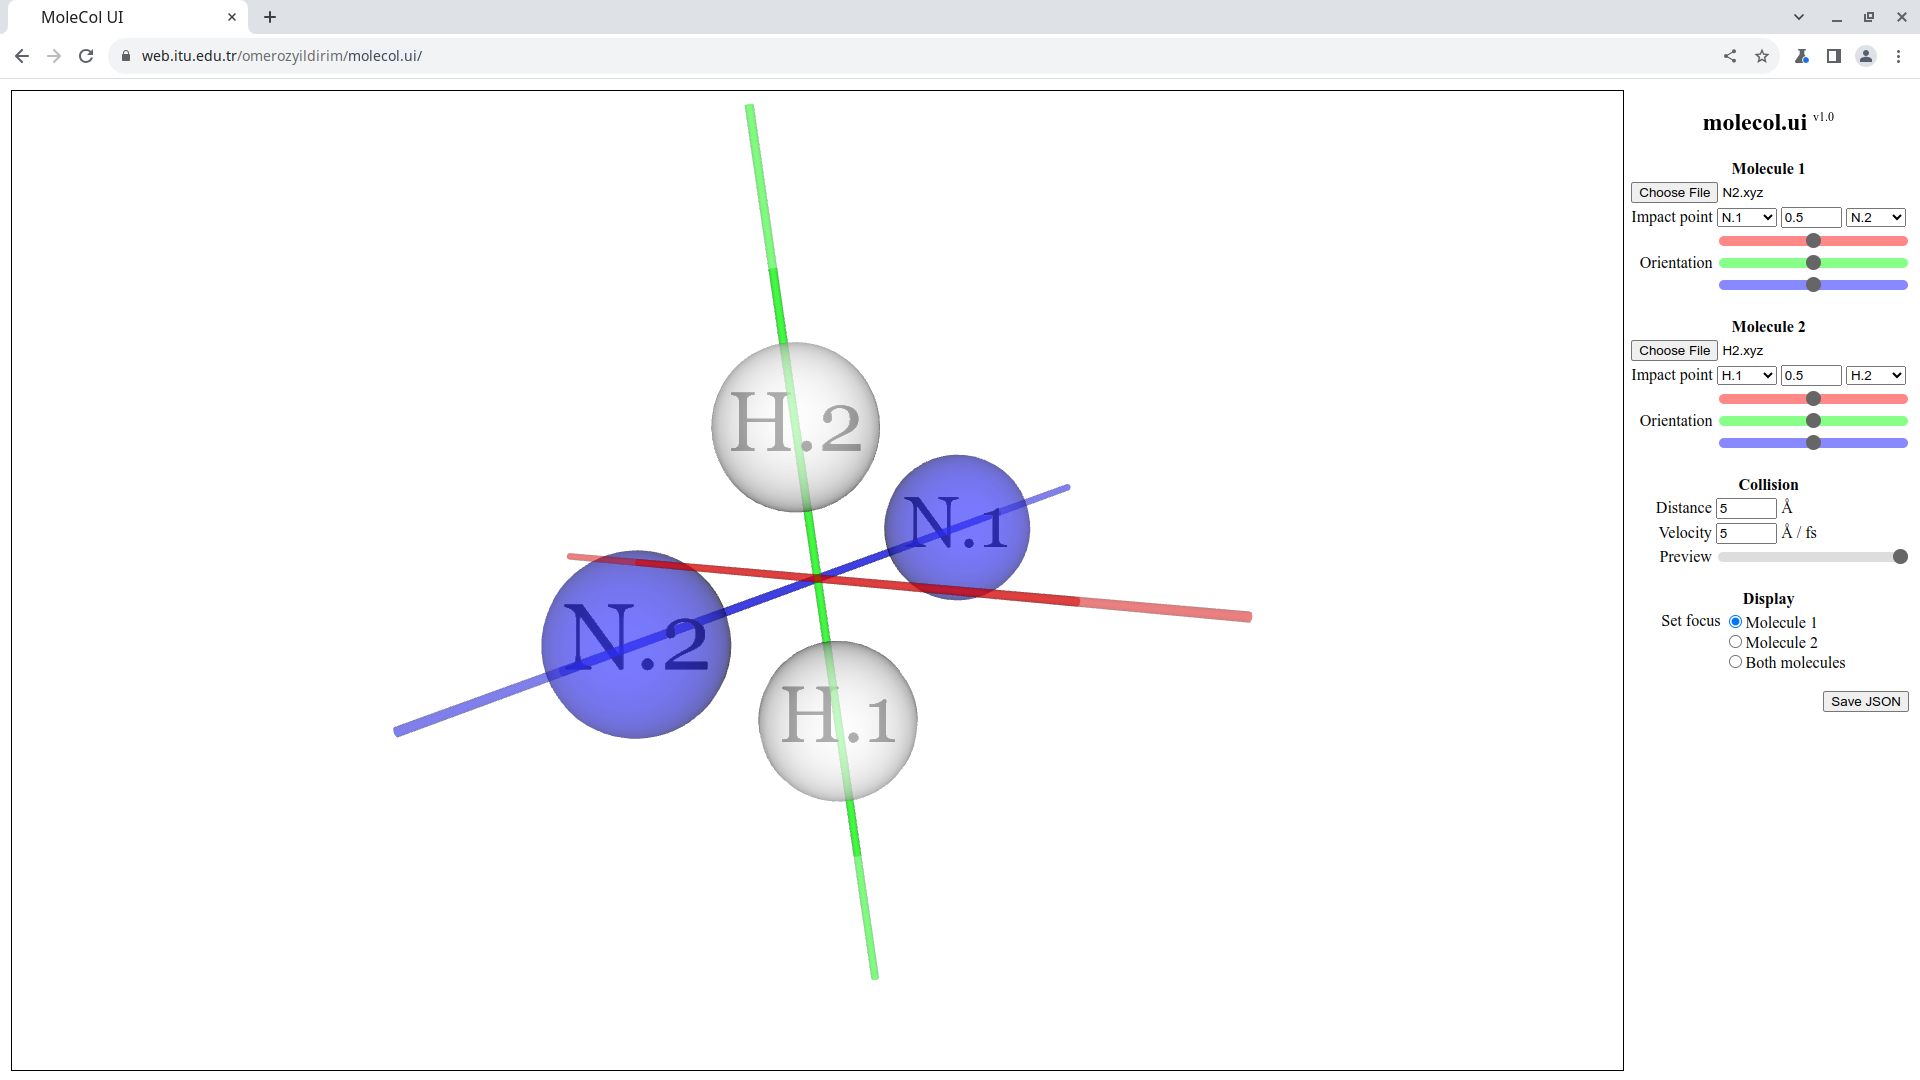 MoleCol UI
web.itu.edu.tr/omerozyildirim/molecol.ui/
H.2
N.1
N.2
H.1
molecol.ui v1.0
Molecule 1
Choose File N2.xyz
Impact point N.1 0.5 N.2
Orientation
Molecule 2
Choose File H2.xyz
Impact point H.1 0.5 H.2
Orientation
Collision
Distance 5 Å
Velocity 5 Å / fs
Preview
Display
Set focus Molecule 1
Molecule 2
Both molecules
Save JSON